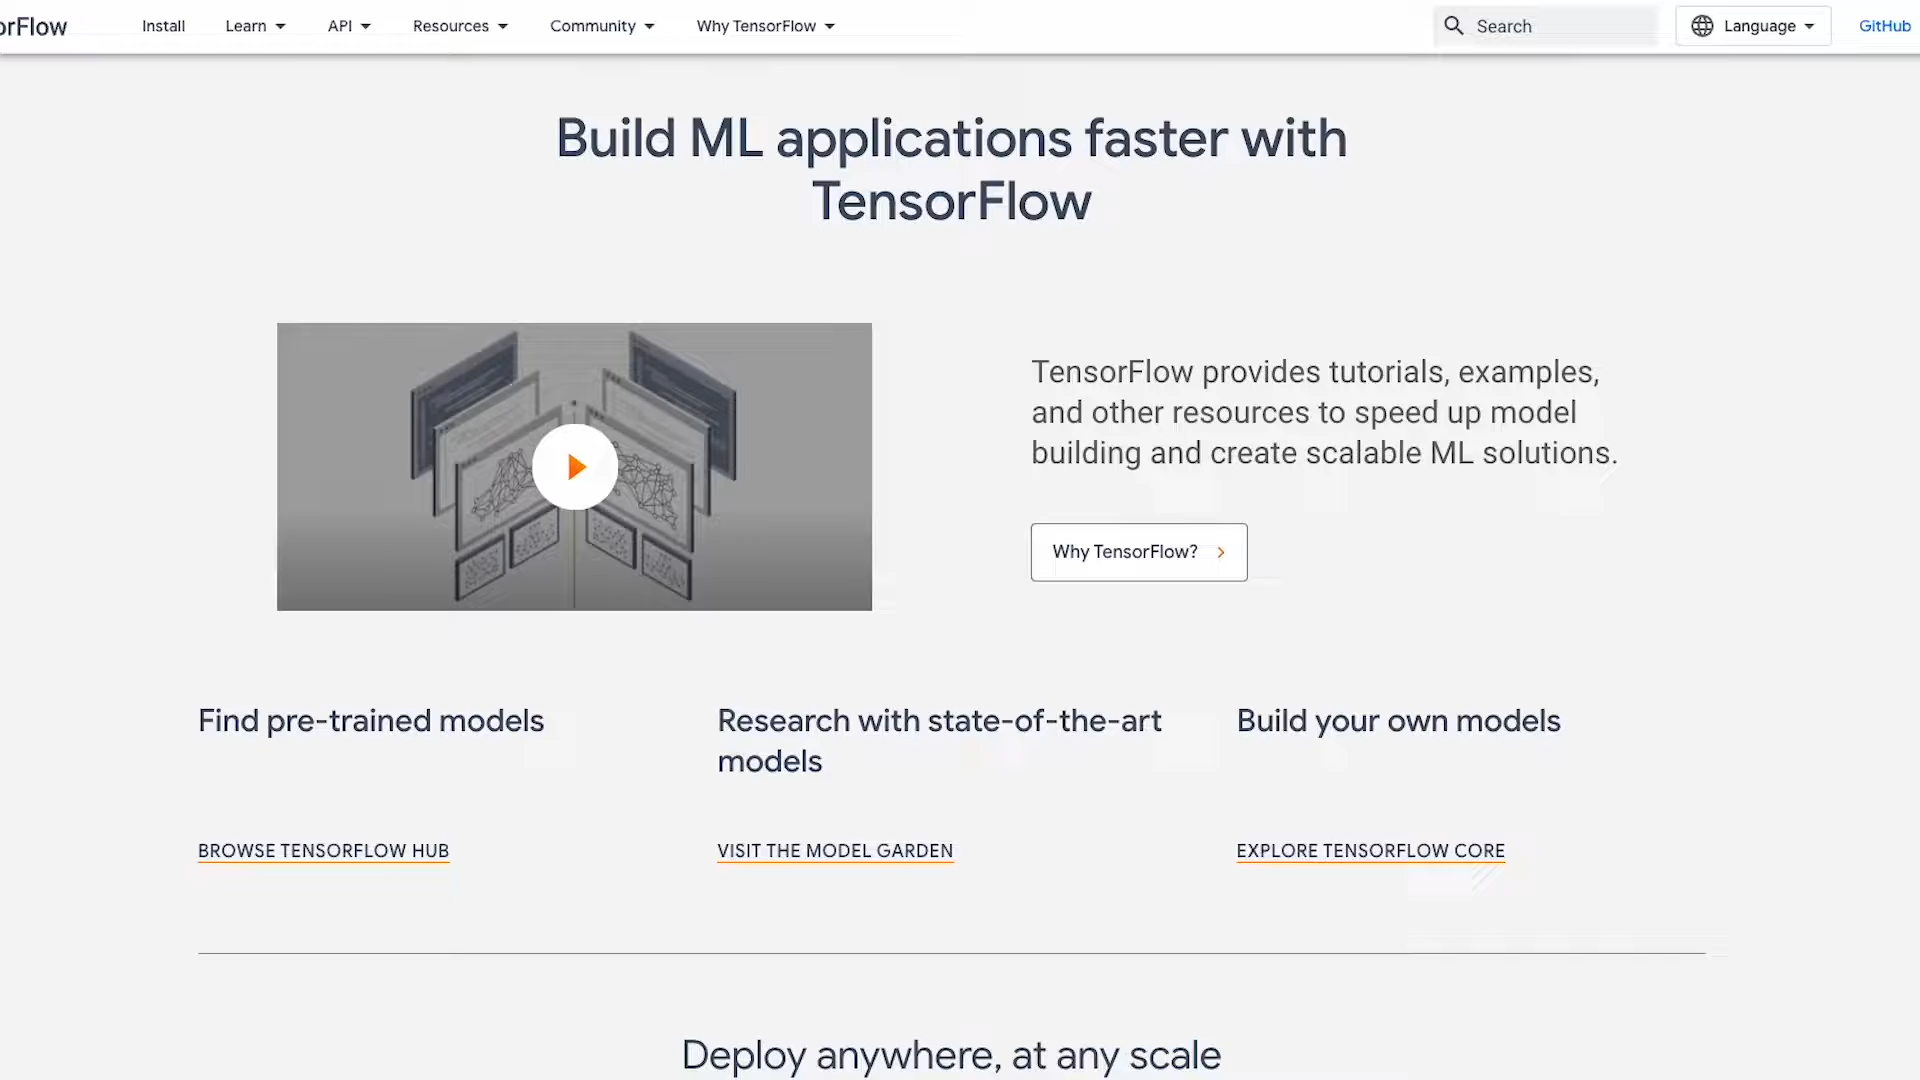 orFlow
Install
Learn
API
Resources
Community
Why TensorFlow
Search
Language
GitHub
Build ML applications faster with
TensorFlow
TensorFlow provides tutorials, examples,
and other resources to speed up model
building and create scalable ML solutions.
Why TensorFlow?
Find pre-trained models
BROWSE TENSORFLOW HUB
Research with state-of-the-art
models
VISIT THE MODEL GARDEN
Build your own models
EXPLORE TENSORFLOW CORE
Deploy anywhere, at any scale